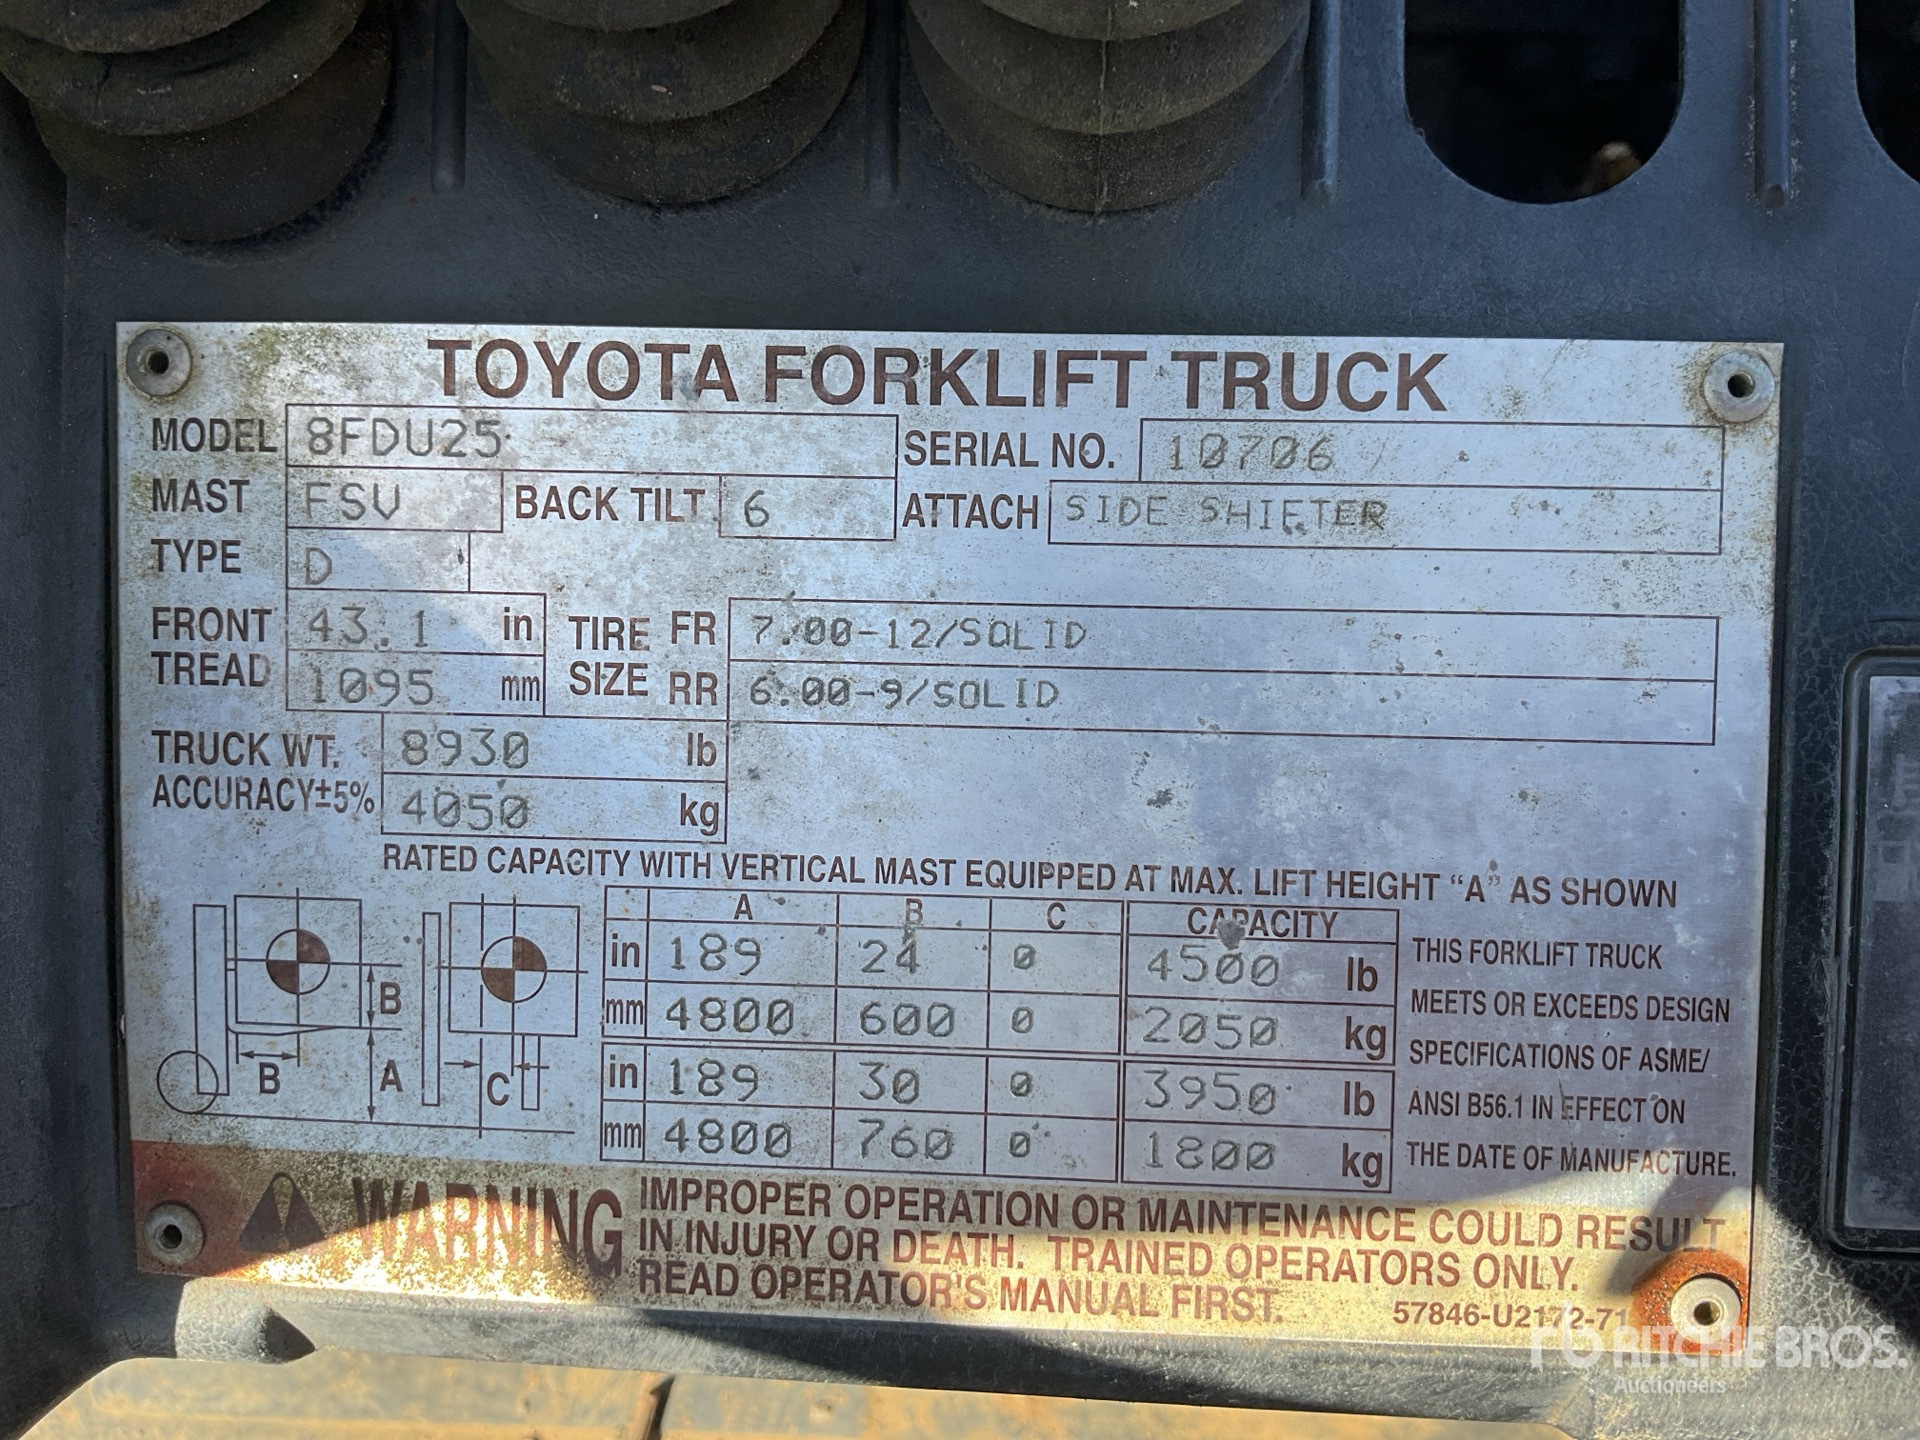 TOYOTA FORKLIFT TRUCK
MODEL 8FDU25 SERIAL NO. 10706
MAST FSV BACK TILT 6 ATTACH SIDE SHIFTER
TYPE D
FRONT TREAD 43.1 in TIRE SIZE FR 7.00-12/SOLID
1095 mm RR 6.00-9/SOLID
TRUCK WT. 8930 lb
ACCURACY±5% 4050 kg
RATED CAPACITY WITH VERTICAL MAST EQUIPPED AT MAX. LIFT HEIGHT "A" AS SHOWN
A B C CAPACITY
in 189 24 0 4500 lb
mm 4800 600 0 2050 kg
in 189 30 0 3950 lb
mm 4800 760 0 1800 kg
B
B A C
THIS FORKLIFT TRUCK
MEETS OR EXCEEDS DESIGN
SPECIFICATIONS OF ASME/
ANSI B56.1 IN EFFECT ON
THE DATE OF MANUFACTURE.
WARNING
IMPROPER OPERATION OR MAINTENANCE COULD RESULT
IN INJURY OR DEATH. TRAINED OPERATORS ONLY.
READ OPERATOR'S MANUAL FIRST.
57846-U2172-71
RITCHIE BROS.
Auctioneers